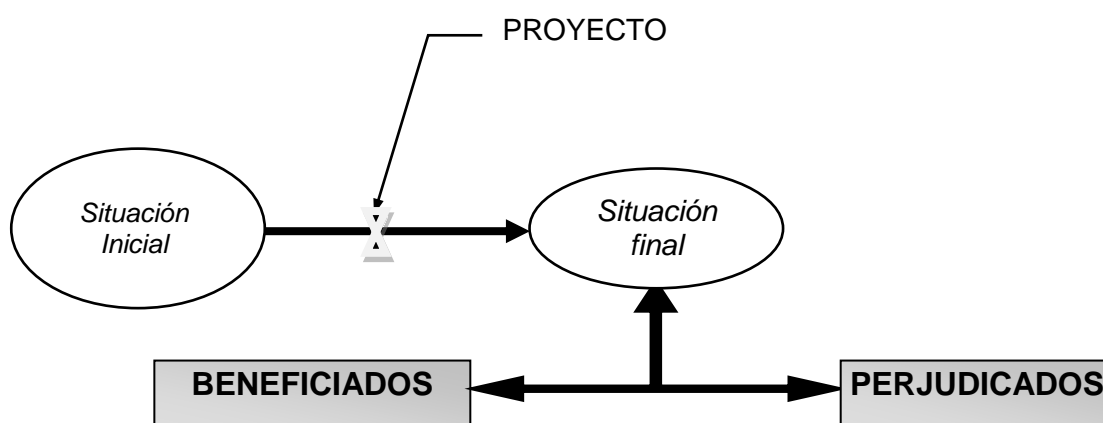 PROYECTO
Situación
Inicial
Situación
final
BENEFICIADOS
PERJUDICADOS